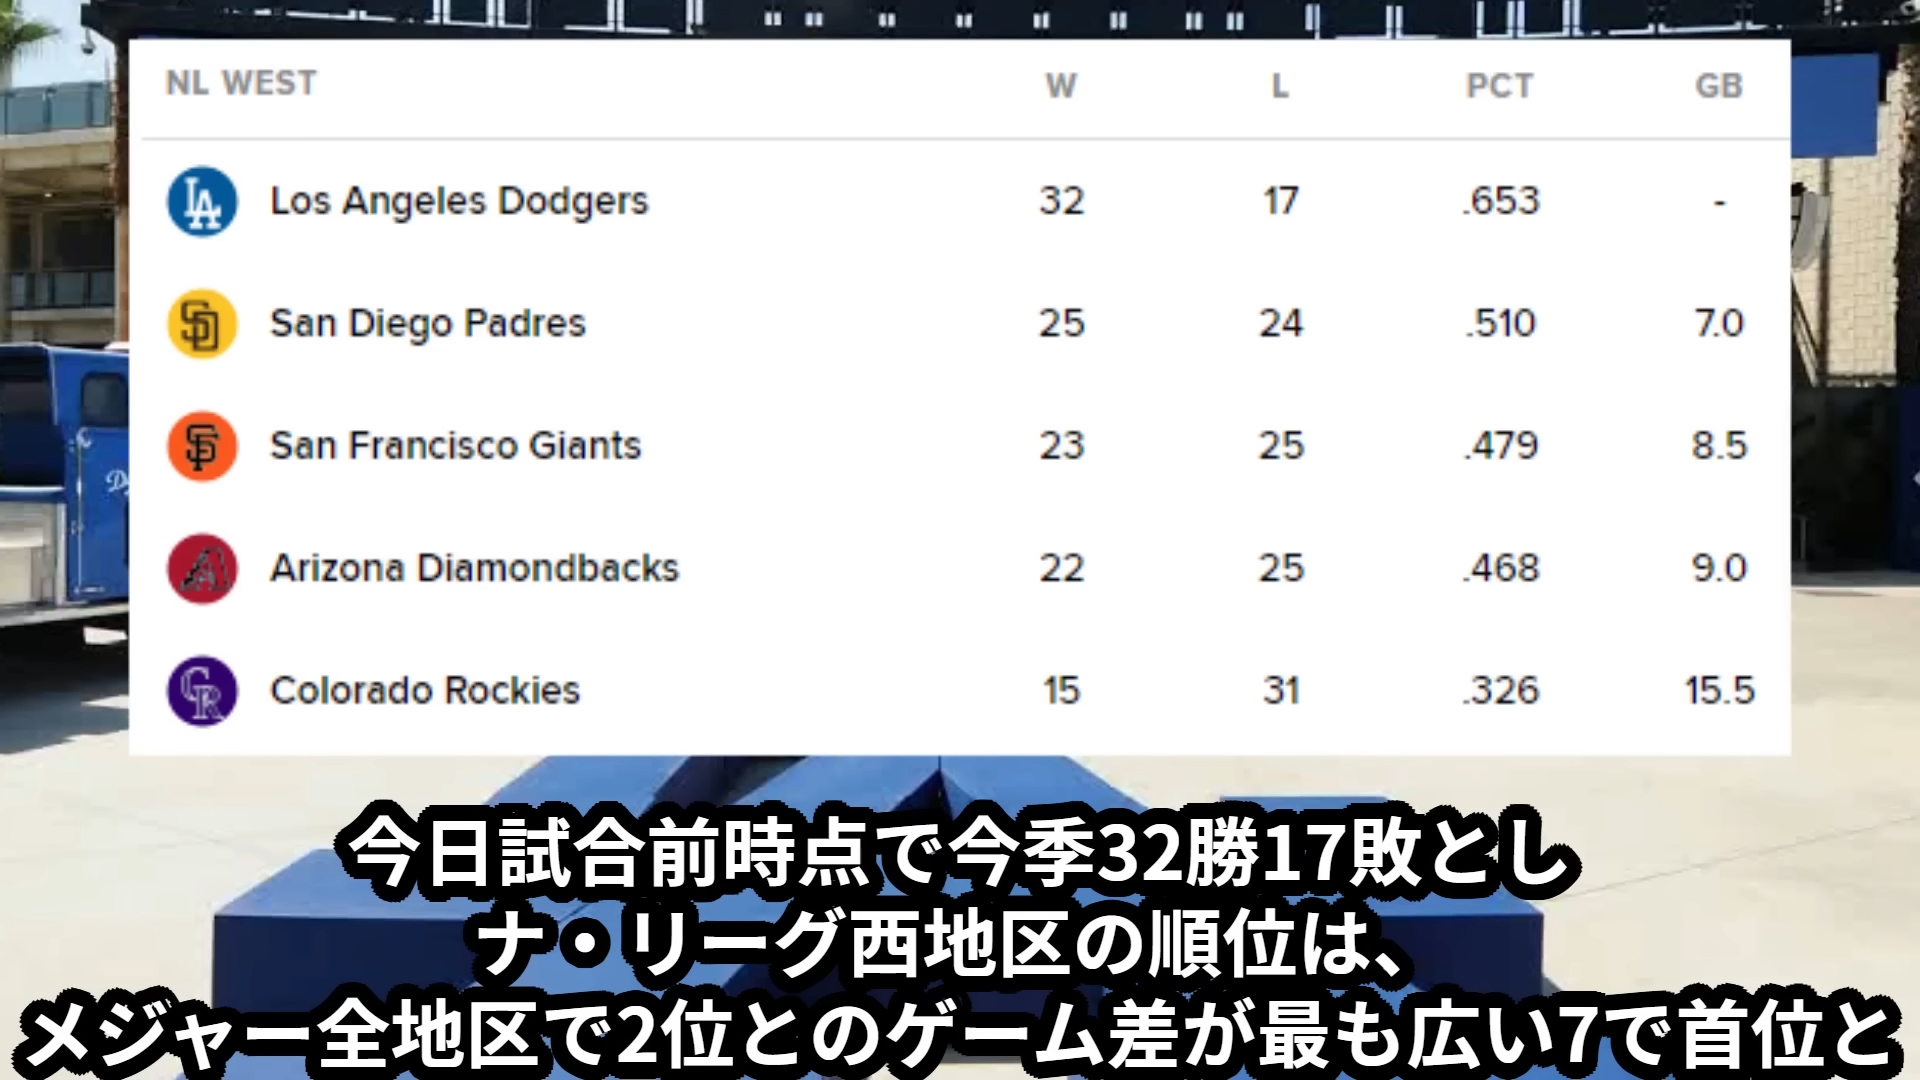 NL WEST W L PCT GB
Los Angeles Dodgers 32 17 .653 -
San Diego Padres 25 24 .510 7.0
San Francisco Giants 23 25 .479 8.5
Arizona Diamondbacks 22 25 .468 9.0
Colorado Rockies 15 31 .326 15.5
今日試合前時点で今季32勝17敗とし
ナ・リーグ西地区の順位は、
メジャー全地区で2位とのゲーム差が最も広い7で首位と